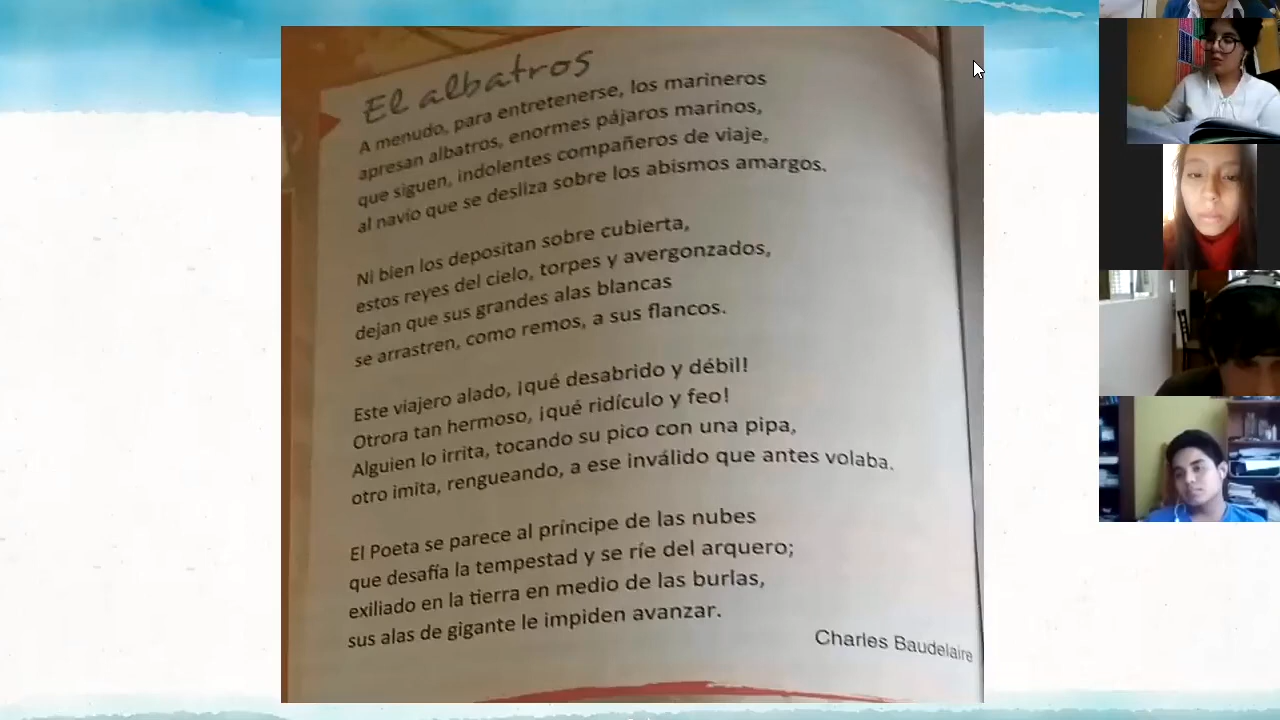 El albatros
A menudo, para entretenerse, los marineros
apresan albatros, enormes pájaros marinos,
que siguen, indolentes compañeros de viaje,
al navío que se desliza sobre los abismos amargos.
Ni bien los depositan sobre cubierta,
estos reyes del cielo, torpes y avergonzados,
dejan que sus grandes alas blancas
se arrastren, como remos, a sus flancos.
Este viajero alado, ¡qué desabrido y débil!
Otrora tan hermoso, ¡qué ridículo y feo!
Alguien lo irrita, tocando su pico con una pipa,
otro imita, rengueando, a ese inválido que antes volaba.
El Poeta se parece al príncipe de las nubes
que desafía la tempestad y se ríe del arquero;
exiliado en la tierra en medio de las burlas,
sus alas de gigante le impiden avanzar.
Charles Baudelaire